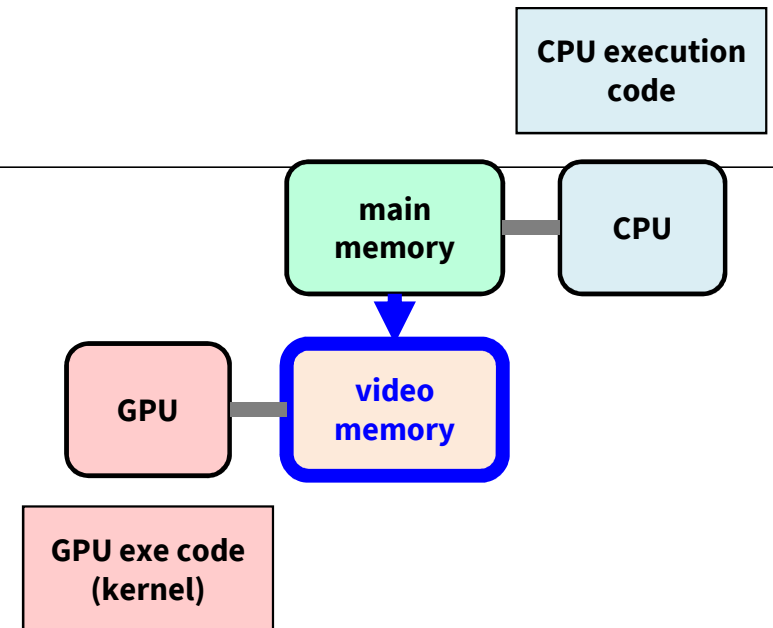 CPU execution
code
main
memory
CPU
GPU
video
memory
GPU exe code
(kernel)